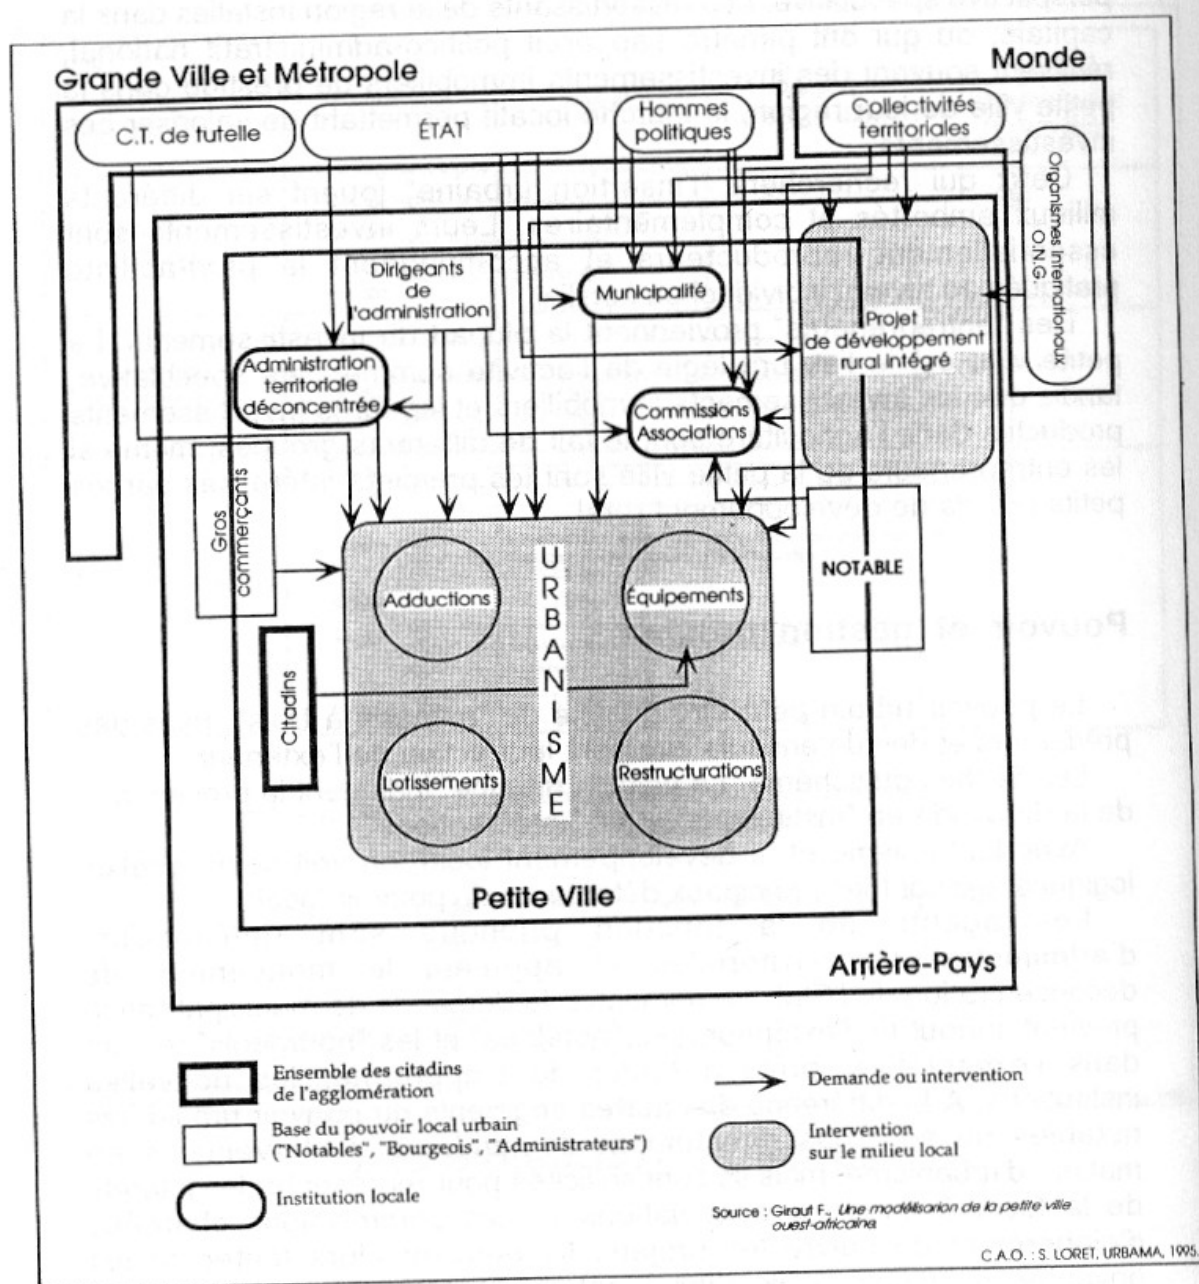 Grande Ville et Métropole
Monde
C.T. de tutelle
ÉTAT
Hommes
politiques
Collectivités
territoriales
Organismes internationaux
O.N.G.
Dirigeants
de
l'administration
Municipalité
Projet
de développement
rural intégré
Administration
territoriale
déconcentrée
Commissions
Associations
Gros
commerçants
NOTABLE
Adductions
URBANISME
Équipements
Citadins
Lotissements
Restructurations
Petite Ville
Arrière-Pays
Ensemble des citadins
de l'agglomération
Demande ou intervention
Base du pouvoir local urbain
("Notables", "Bourgeois", "Administrateurs")
Intervention
sur le milieu local
Institution locale
Source : Giraut F., Une modélisation de la petite ville
ouest-africaine.
C.A.O. : S. LORET, URBAMA, 1995.